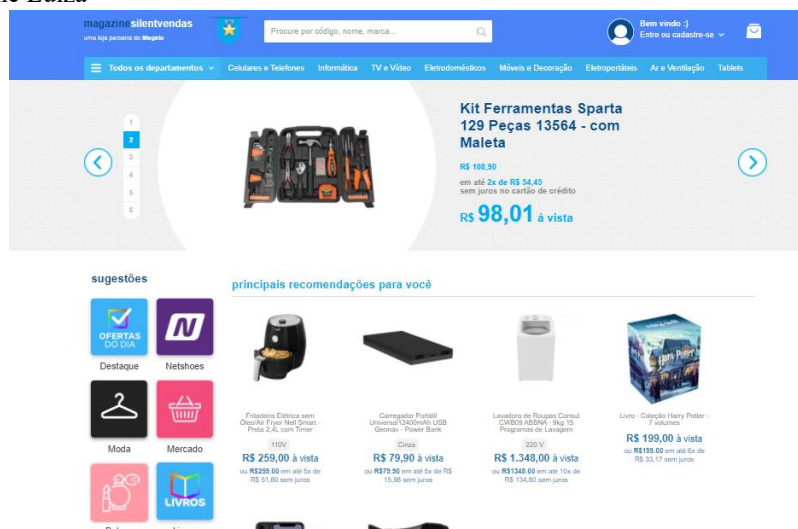 magazinesilentvendas
uma loja parceira do Magalu
Procure por código, nome, marca...
Bem vindo :)
Entre ou cadastre-se
Todos os departamentos
Celulares e Telefones Informática TV e Vídeo Eletrodomésticos Móveis e Decoração Eletroportáteis Ar e Ventilação Tablets
1
2
3
4
5
6
Kit Ferramentas Sparta
129 Peças 13564 - com
Maleta
R$ 108,90
em até 2x de R$ 54,45
sem juros no cartão de crédito
R$ 98,01 à vista
sugestões
OFERTAS
DO DIA
Destaque
N
Netshoes
Moda
Mercado
LIVROS
principais recomendações para você
Fritadeira Elétrica sem
Óleo/Air Fryer Nell Smart -
Preta 2,4L com Timer
110V
R$ 259,00 à vista
ou R$259.00 em até 5x de
R$ 51,80 sem juros
Carregador Portátil
Universal12400mAh USB
Geonav - Power Bank
Cinza
R$ 79,90 à vista
ou R$79.90 em até 5x de R$
15,98 sem juros
Lavadora de Roupas Consul
CWB09 ABBNA - 9kg 15
Programas de Lavagem
220 V
R$ 1.348,00 à vista
ou R$1348.00 em até 10x de
R$ 134,80 sem juros
Harry Potter
Livro - Coleção Harry Potter -
7 volumes
R$ 199,00 à vista
ou R$199.00 em até 6x de
R$ 33,17 sem juros